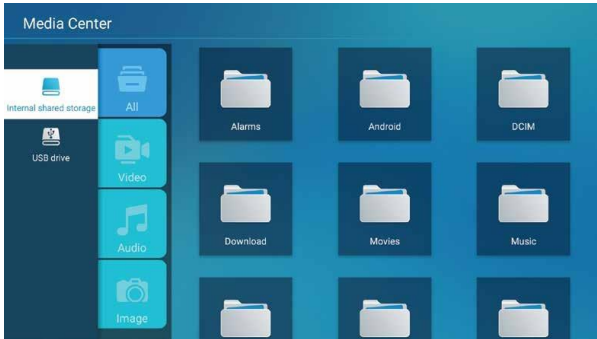 Media Center
Internal shared storage
USB drive
All
Video
Audio
Image
Alarms
Android
DCIM
Download
Movies
Music